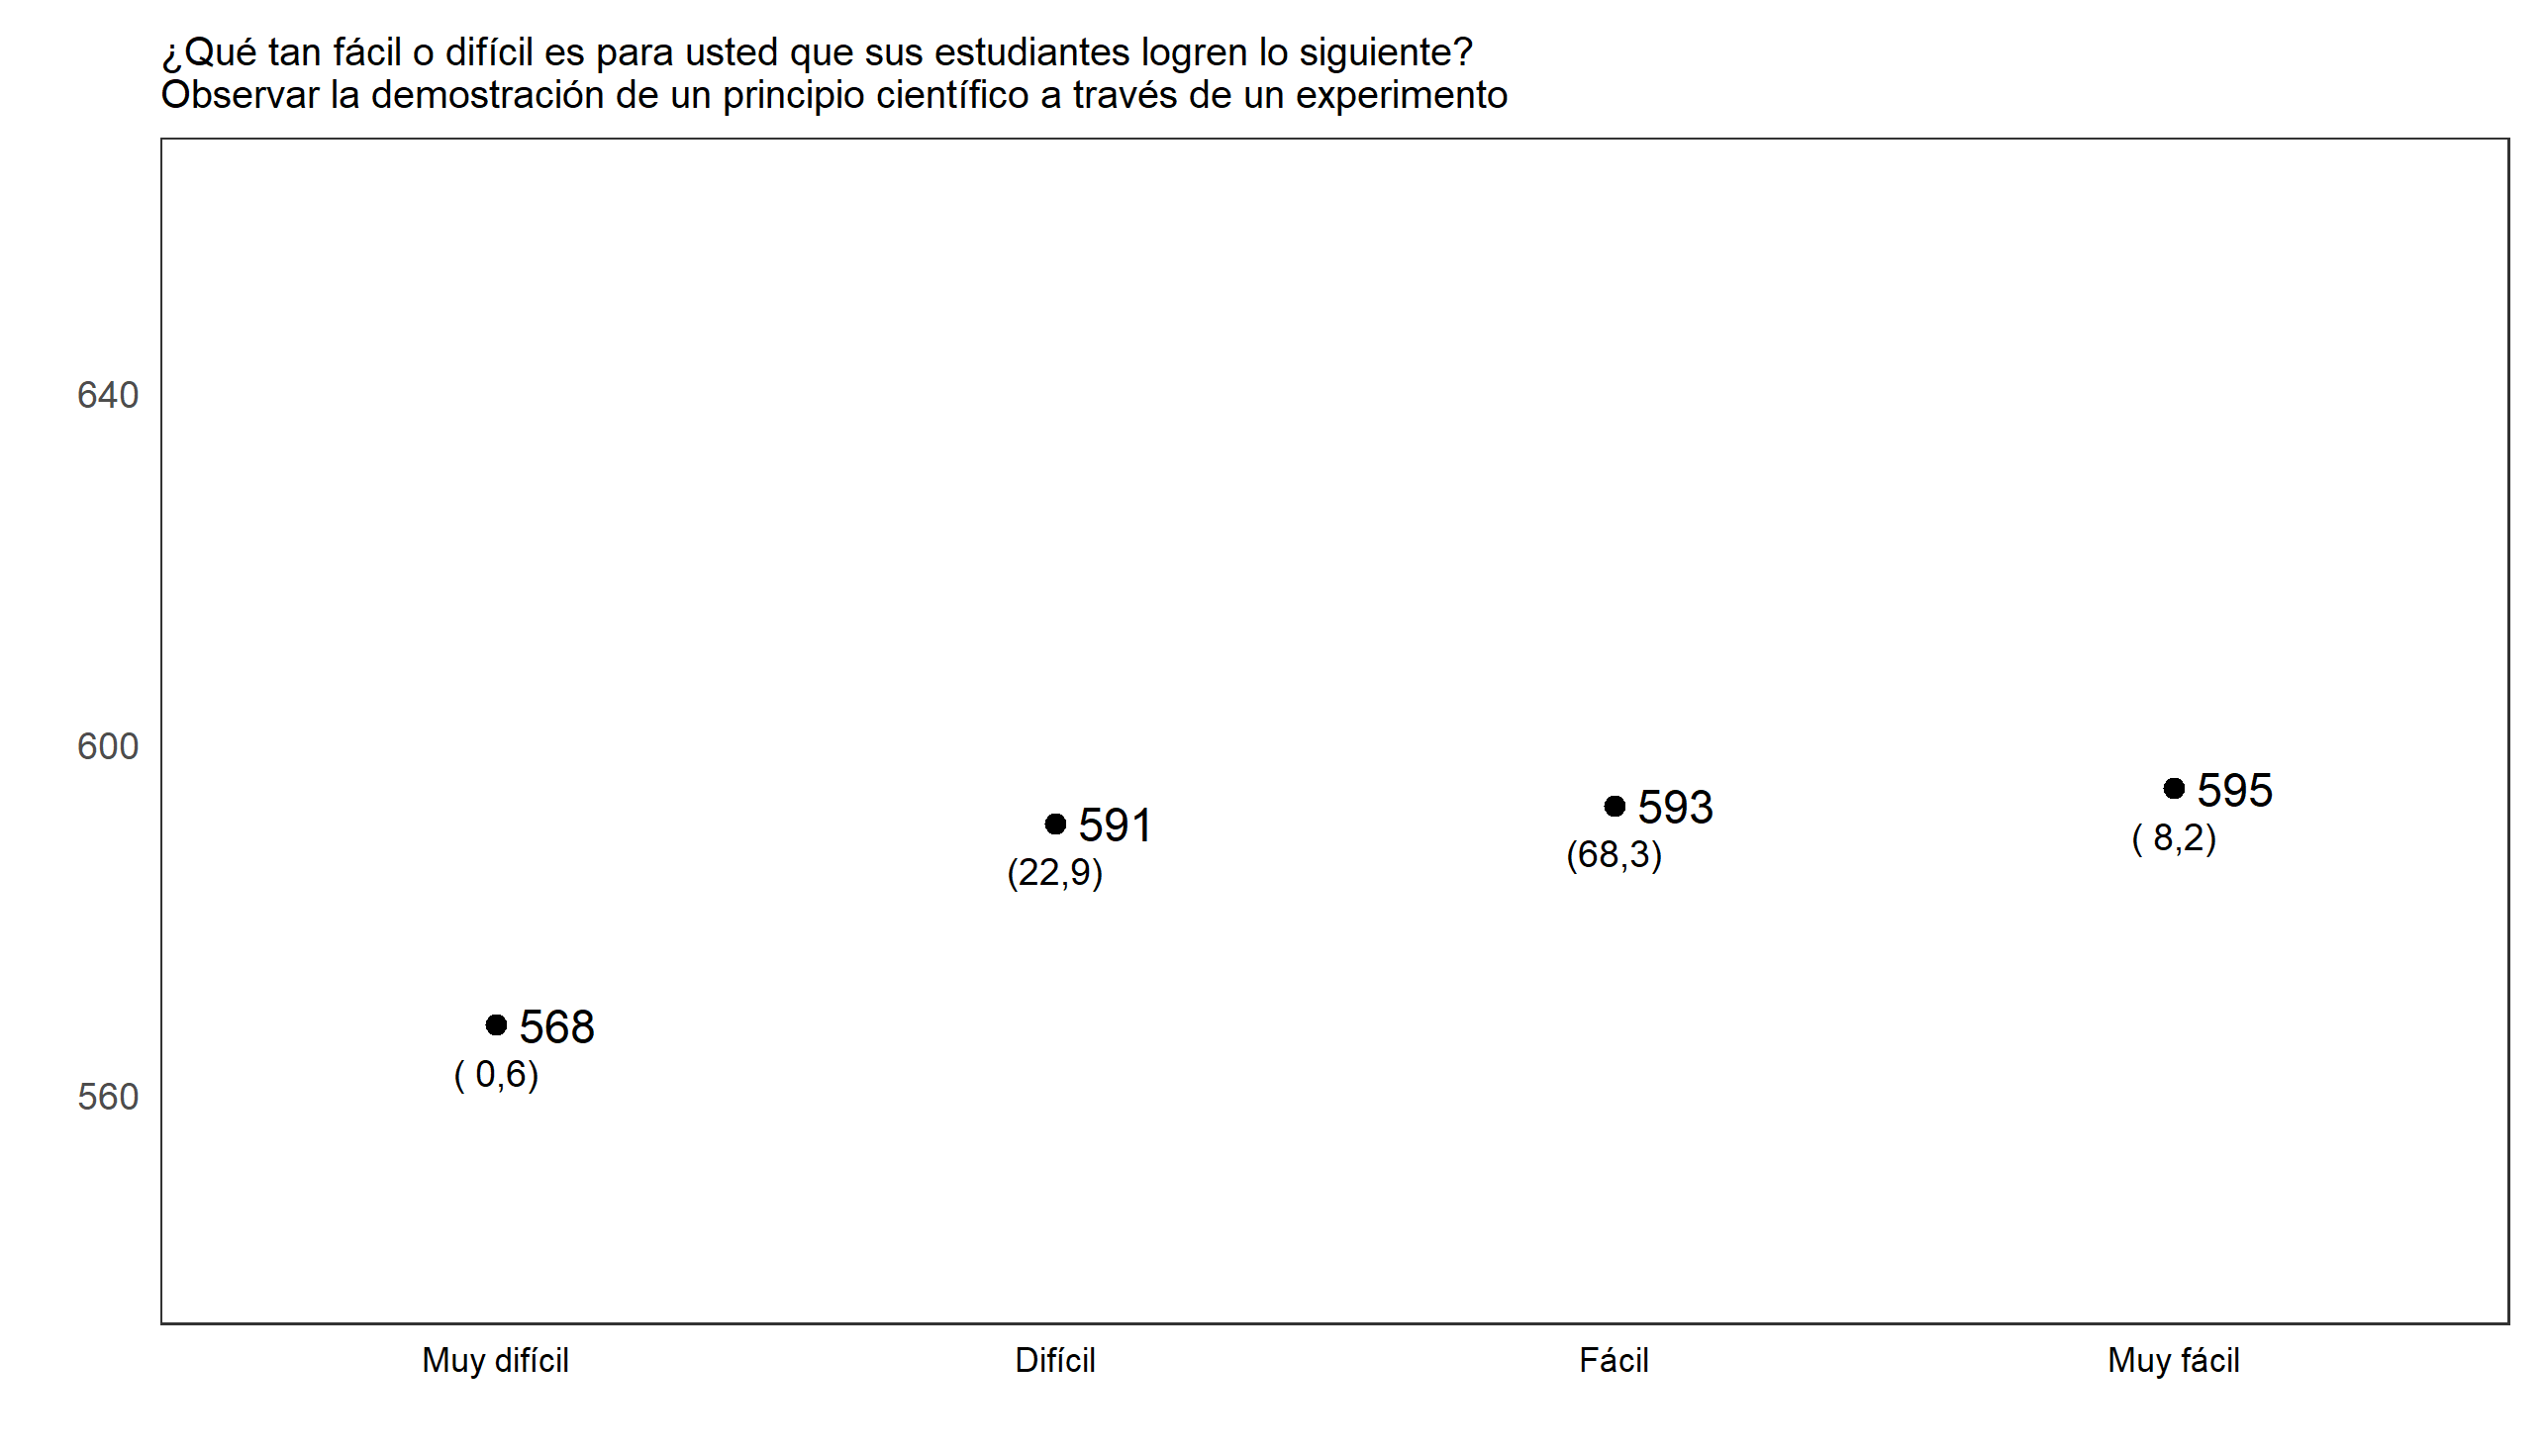 ¿Qué tan fácil o difícil es para usted que sus estudiantes logren lo siguiente?
Observar la demostración de un principio científico a través de un experimento
640
600
560
568
( 0,6)
591
(22,9)
593
(68,3)
595
( 8,2)
Muy difícil
Difícil
Fácil
Muy fácil